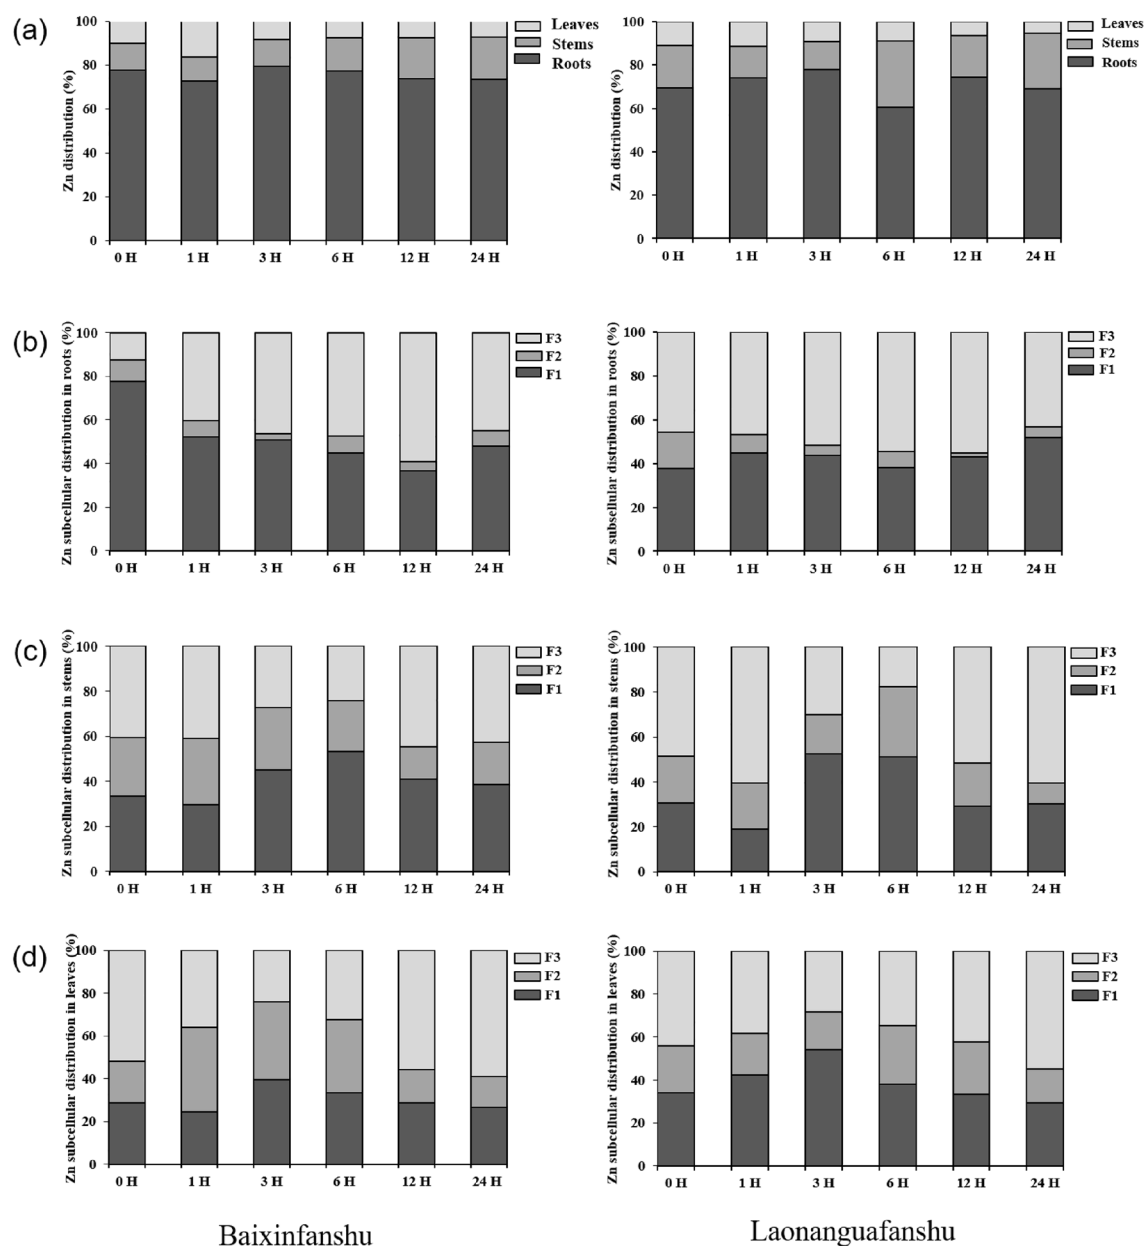 (a)
Zn distribution (%)
100
80
60
40
20
0
0 H 1 H 3 H 6 H 12 H 24 H
Leaves
Stems
Roots
Zn distribution (%)
100
80
60
40
20
0
0 H 1 H 3 H 6 H 12 H 24 H
Leaves
Stems
Roots
(b)
Zn subcellular distribution in roots (%)
100
80
60
40
20
0
0 H 1 H 3 H 6 H 12 H 24 H
F3
F2
F1
Zn subsellular distribution in roots (%)
100
80
60
40
20
0
0 H 1 H 3 H 6 H 12 H 24 H
F3
F2
F1
(c)
Zn subcellular distribution in stems (%)
100
80
60
40
20
0
0 H 1 H 3 H 6 H 12 H 24 H
F3
F2
F1
Zn subcellular distribution in stems (%)
100
80
60
40
20
0
0 H 1 H 3 H 6 H 12 H 24 H
F3
F2
F1
(d)
Zn subcellular distribution in leaves (%)
100
80
60
40
20
0
0 H 1 H 3 H 6 H 12 H 24 H
F3
F2
F1
Zn subcellular distribution in leaves (%)
100
80
60
40
20
0
0 H 1 H 3 H 6 H 12 H 24 H
F3
F2
F1
Baixinfanshu
Laonanguafanshu